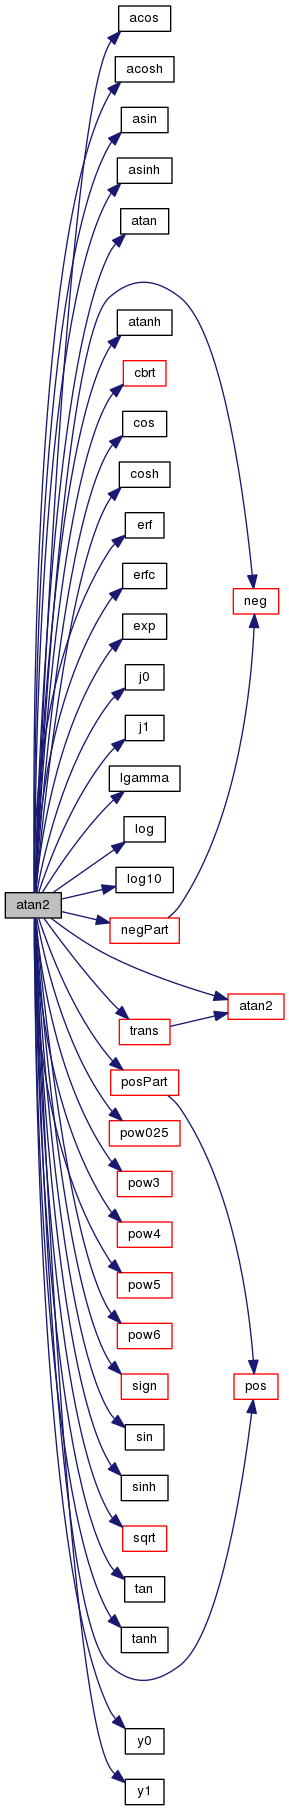 acos
acosh
asin
asinh
atan
atanh
cbrt
cos
cosh
erf
erfc
exp
neg
j0
j1
lgamma
log
log10
atan2
negPart
atan2
trans
posPart
pow025
pow3
pow4
pow5
pow6
sign
pos
sin
sinh
sqrt
tan
tanh
y0
y1